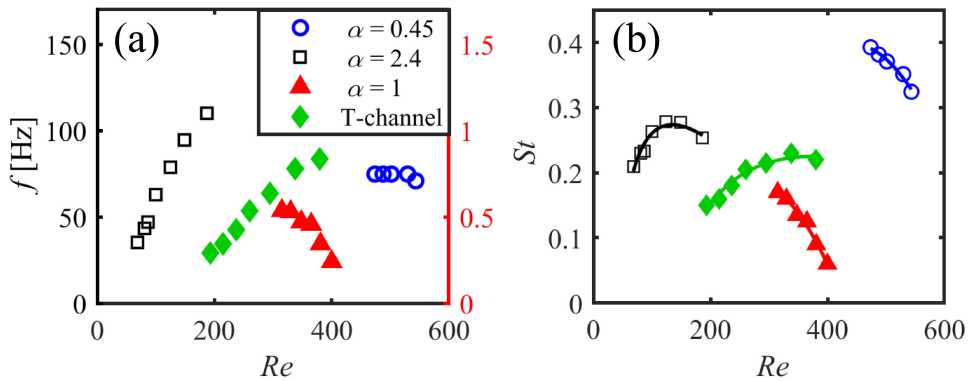 (a)
150
100
50
0
f [Hz]
0
200
400
600
Re
1.5
1
0.5
0
α = 0.45
α = 2.4
α = 1
T-channel
(b)
0.4
0.3
0.2
0.1
0
St
0
200
400
600
Re